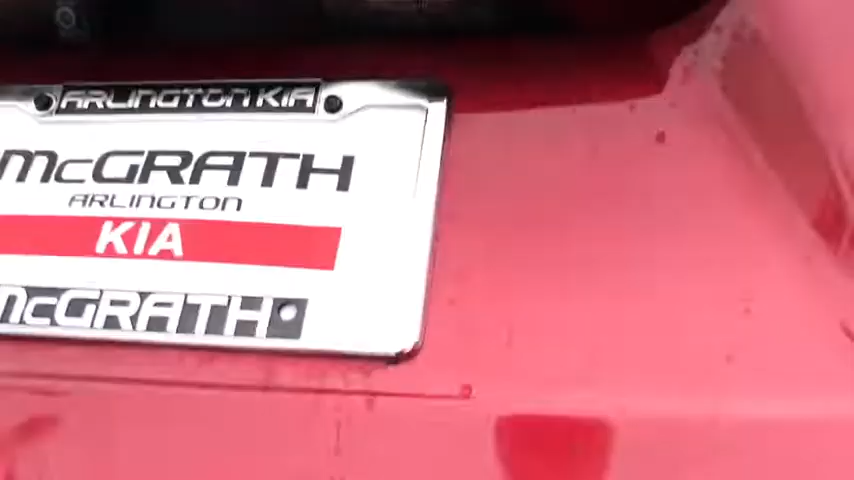 ARLINGTON KIA
McGRATH
ARLINGTON
KIA
McGRATH